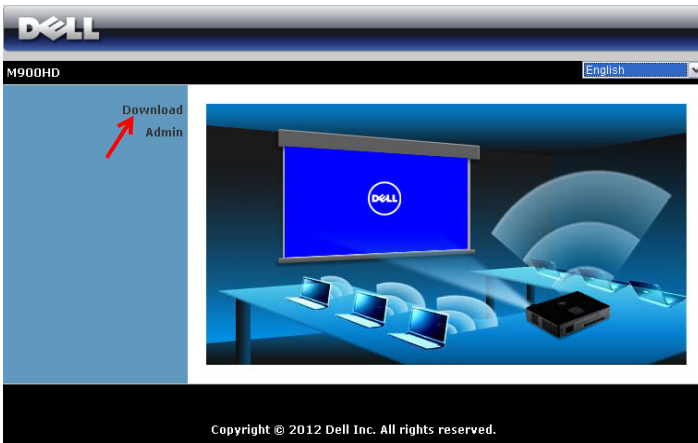 DELL
M900HD
English
Download
Admin
DELL
Copyright © 2012 Dell Inc. All rights reserved.